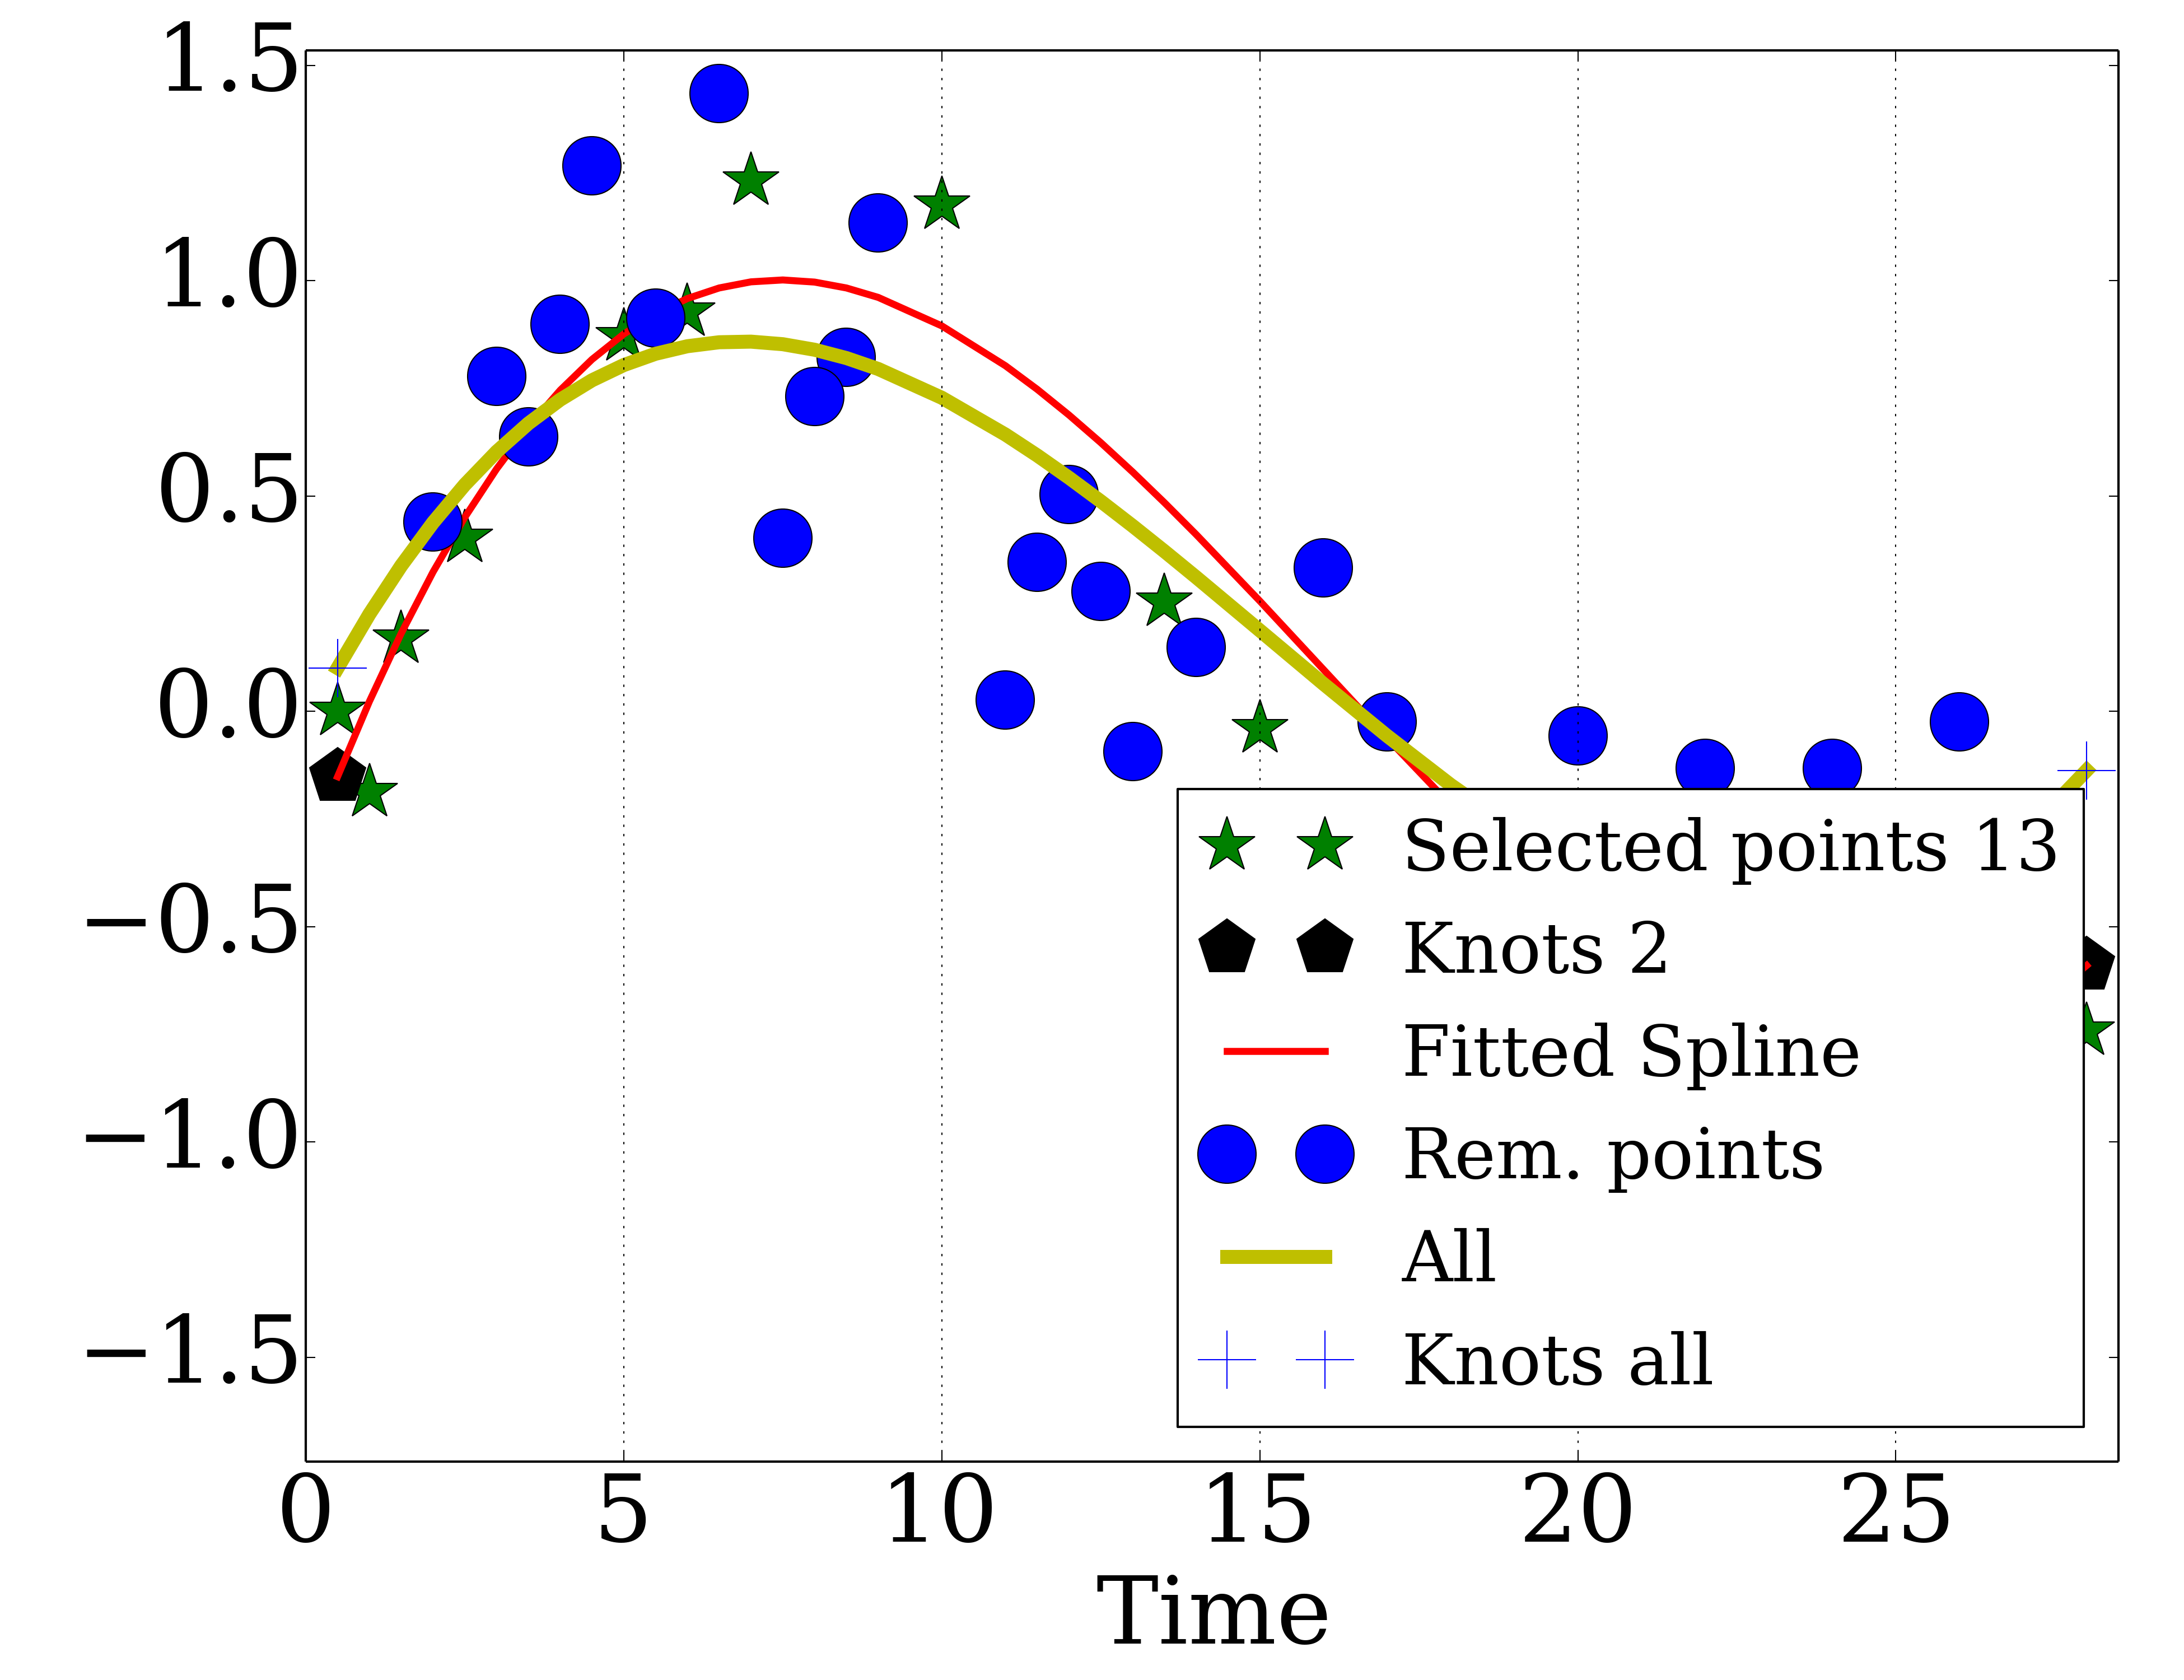 1.5
1.0
0.5
0.0
−0.5
−1.0
−1.5
Selected points 13
Knots 2
Fitted Spline
Rem. points
All
Knots all
0 5 10 15 20 25
Time